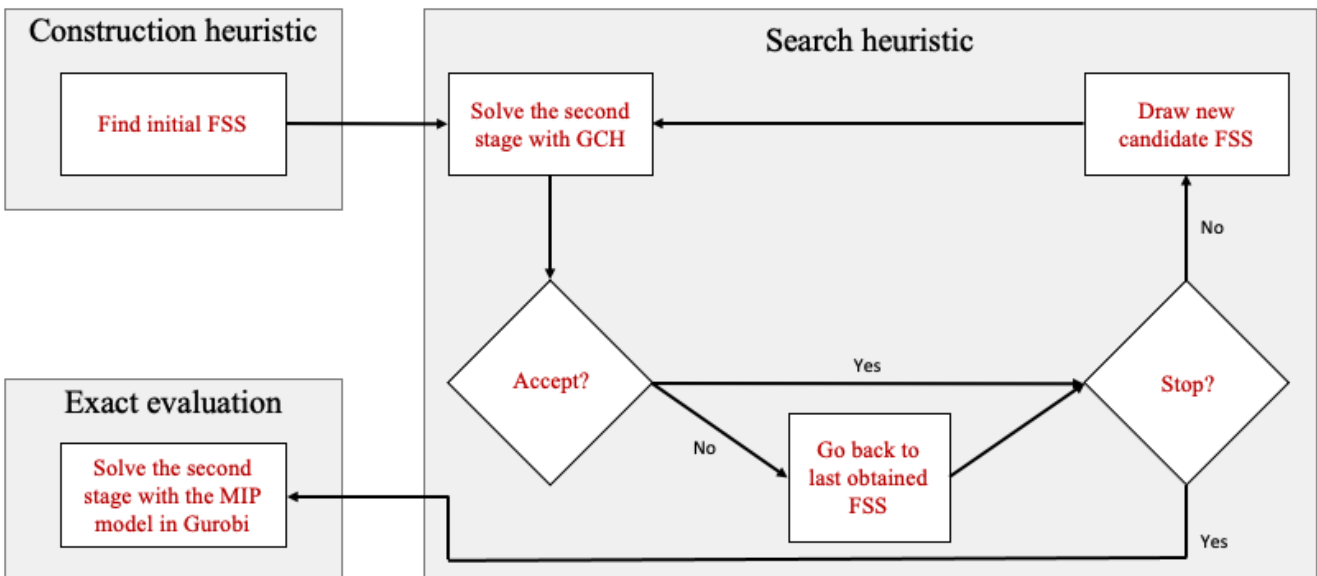 Construction heuristic
Find initial FSS
Search heuristic
Solve the second
stage with GCH
Draw new
candidate FSS
No
Accept?
Yes
Stop?
No
Go back to
last obtained
FSS
Yes
Exact evaluation
Solve the second
stage with the MIP
model in Gurobi